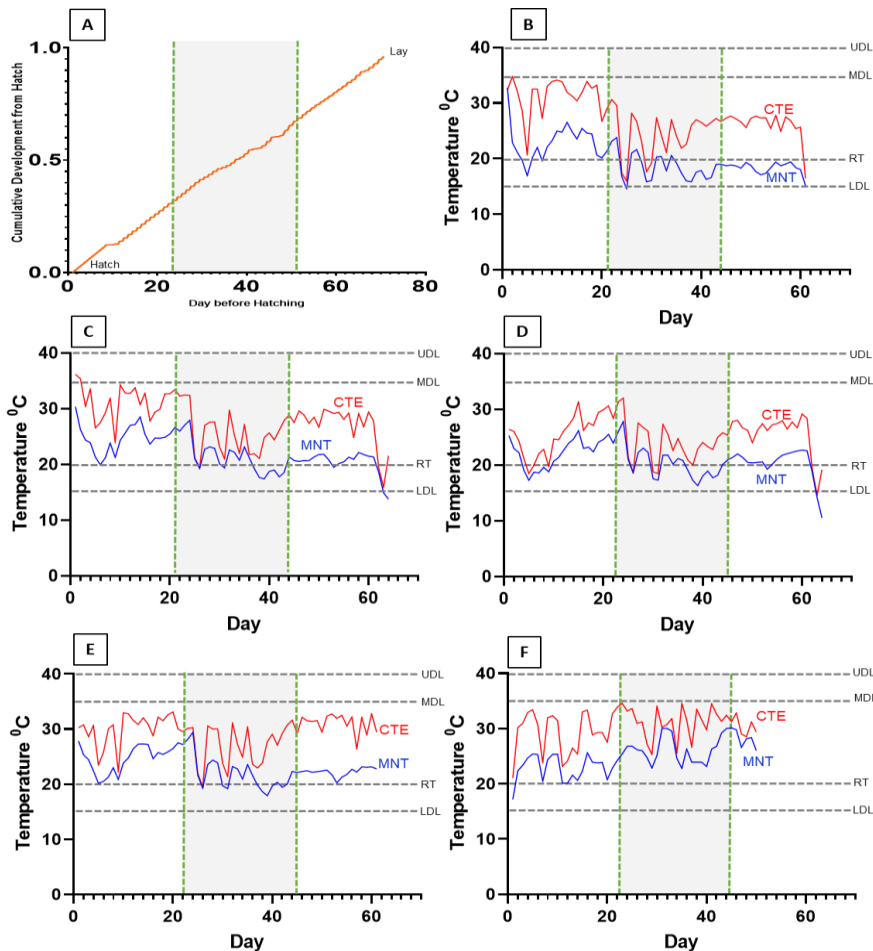 A
Cumulative Development from Hatch
1.0
0.5
0.0
Lay
Hatch
0 20 40 60 80
Day before Hatching
B
Temperature ⁰C
40
30
20
10
0
UDL
MDL
CTE
RT
MNT
LDL
0 20 40 60
Day
C
Temperature ⁰C
40
30
20
10
0
UDL
MDL
CTE
MNT
RT
LDL
0 20 40 60
Day
D
Temperature ⁰C
40
30
20
10
0
UDL
MDL
CTE
RT
MNT
LDL
0 20 40 60
Day
E
Temperature ⁰C
40
30
20
10
0
UDL
MDL
CTE
MNT
RT
LDL
0 20 40 60
Day
F
Temperature ⁰C
40
30
20
10
0
UDL
MDL
CTE
MNT
RT
LDL
0 20 40 60
Day